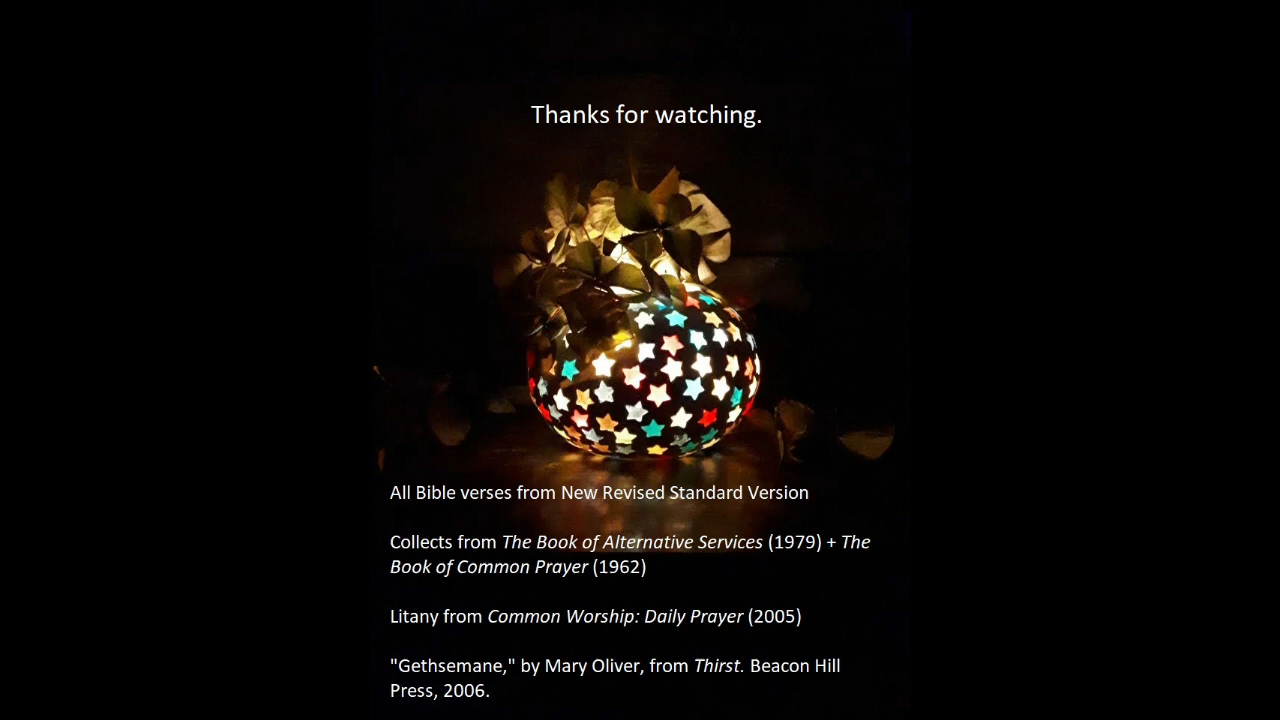 Thanks for watching.
All Bible verses from New Revised Standard Version
Collects from The Book of Alternative Services (1979) + The
Book of Common Prayer (1962)
Litany from Common Worship: Daily Prayer (2005)
"Gethsemane," by Mary Oliver, from Thirst. Beacon Hill
Press, 2006.